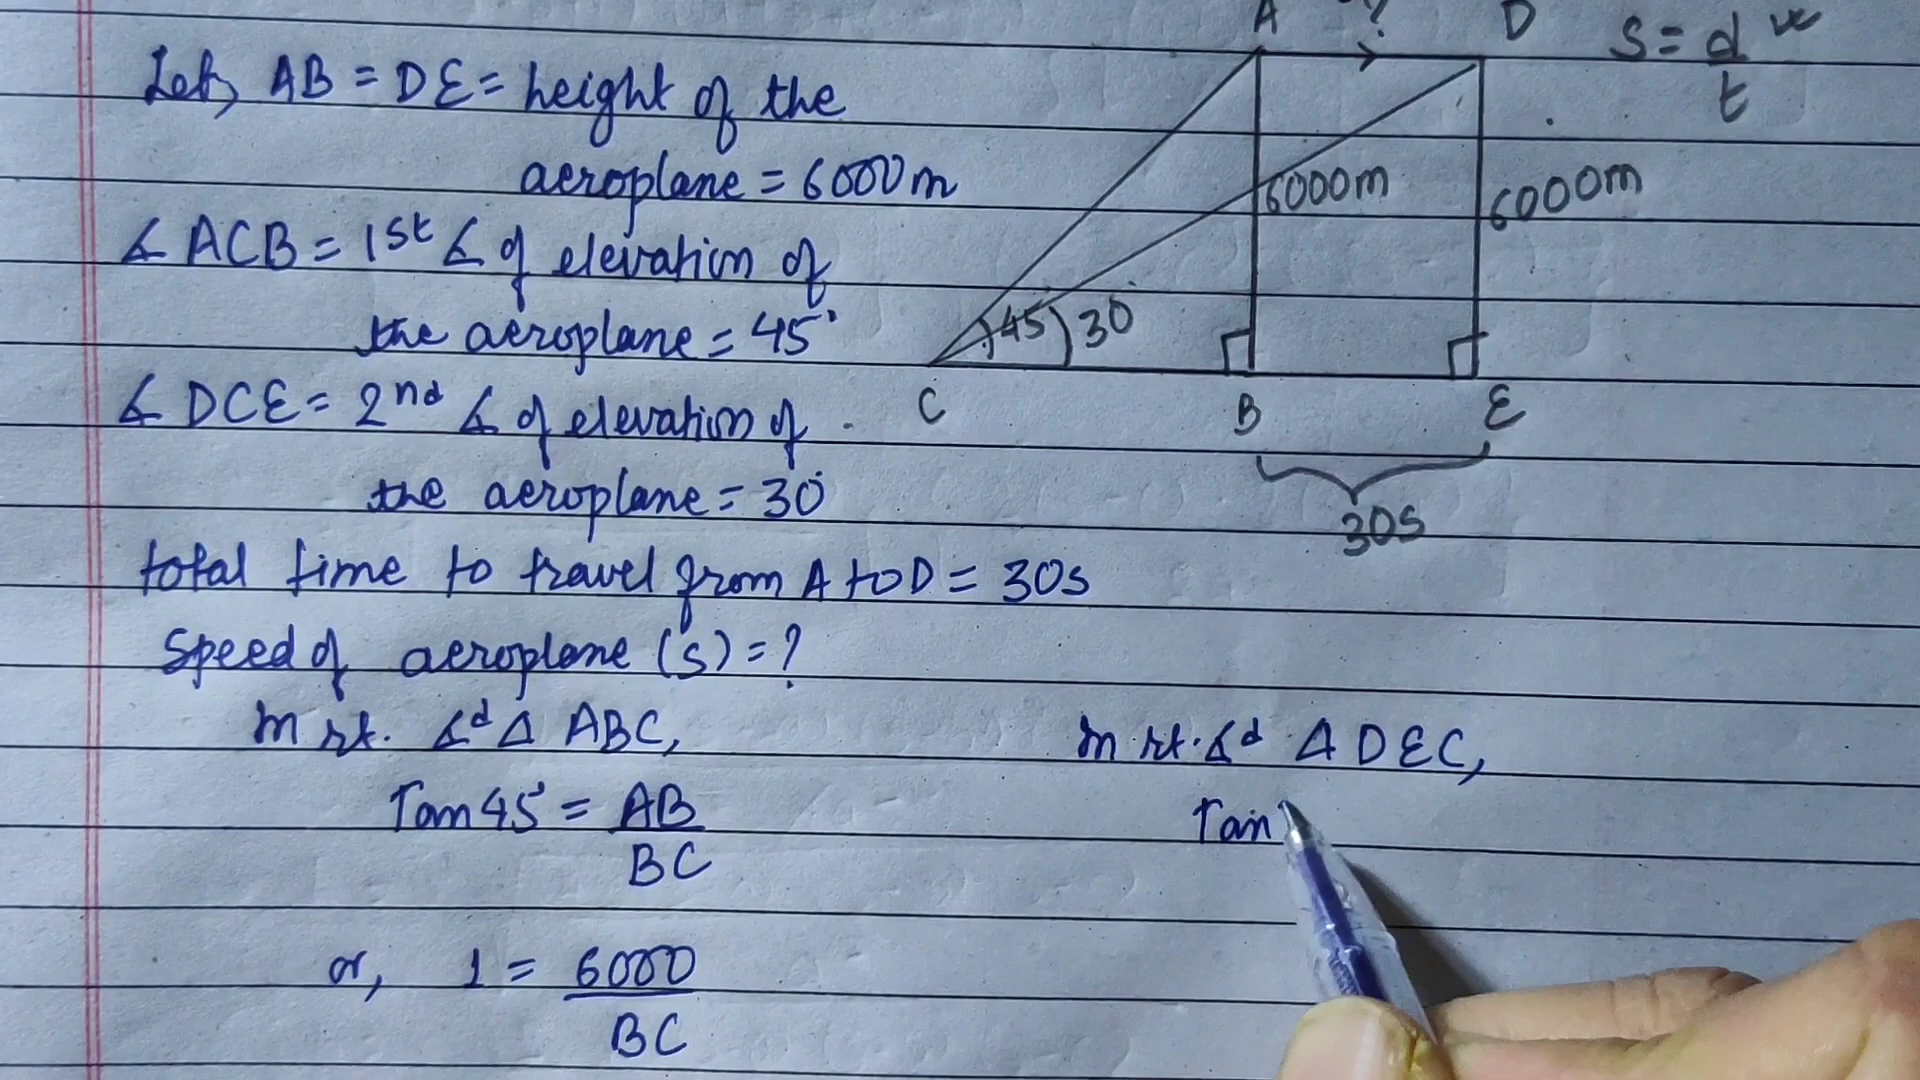 A ? D S = d/t
Let, AB = DE = height of the
aeroplane = 6000m
6000m 6000m
∡ ACB = 1st ∡ of elevation of
the aeroplane = 45°
45 30°
∡ DCE = 2nd ∡ of elevation of
C B E
the aeroplane = 30°
30s
total time to travel from A to D = 30s
Speed of aeroplane (s) = ?
In rt. ∡d Δ ABC,
In rt. ∡d Δ DEC,
Tan 45° = AB/BC
Tan
or, 1 = 6000/BC